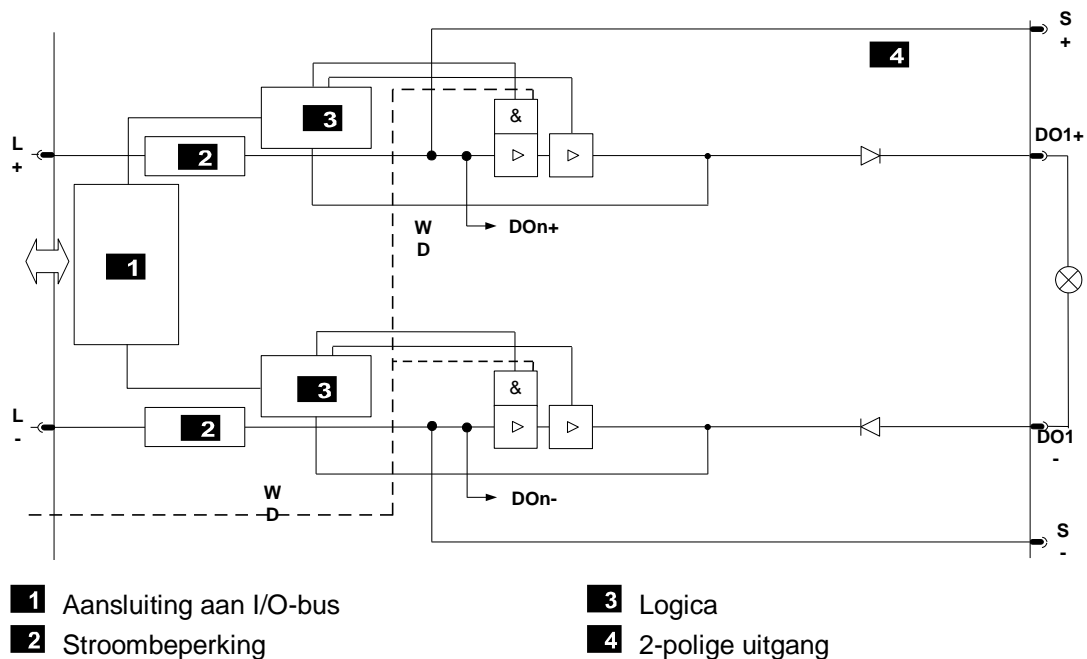 S
+
4
3
&
L
+
2
DO1+
W
D
DOn+
1
3
&
L
-
2
DO1
-
W
D
DOn-
S
-
1 Aansluiting aan I/O-bus
2 Stroombeperking
3 Logica
4 2-polige uitgang